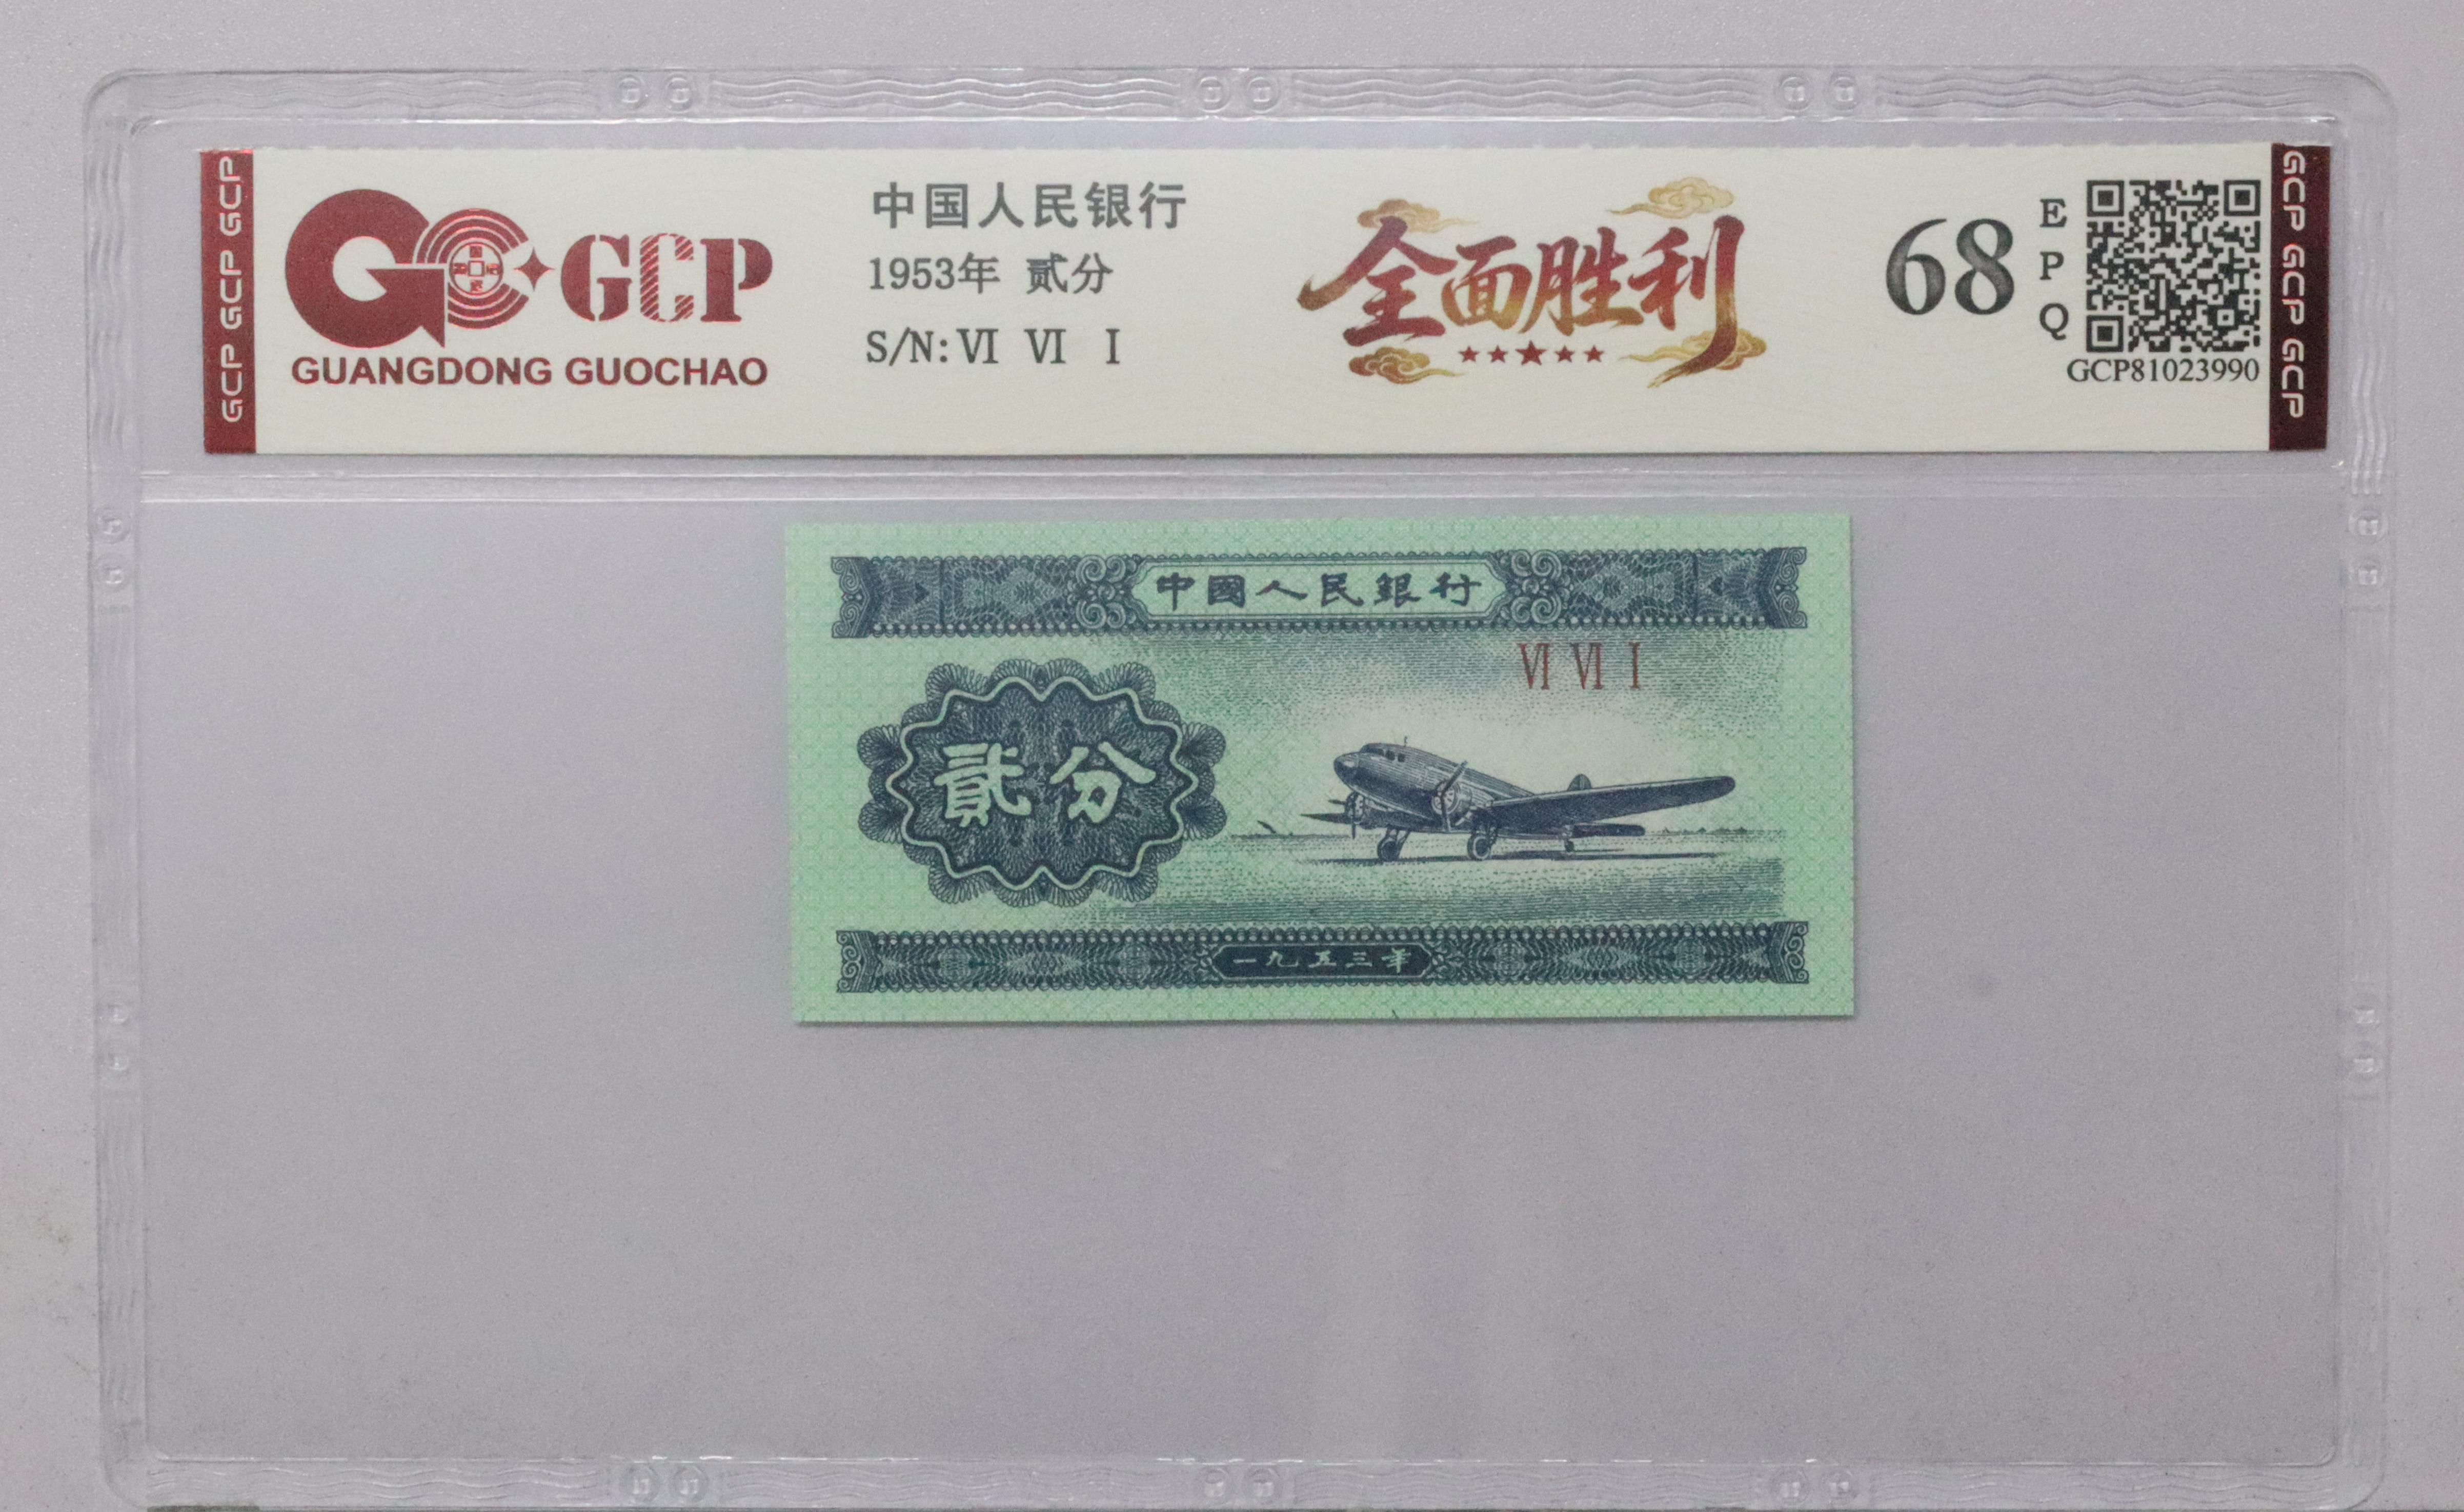 GCP GCP GCP
GCP
GUANGDONG GUOCHAO
中国人民银行
1953年 贰分
S/N:Ⅵ Ⅵ Ⅰ
全面胜利
68
E
P
Q
GCP81023990
GCP GCP GCP
中國人民銀行
Ⅵ Ⅵ Ⅰ
貳分
一九五三年